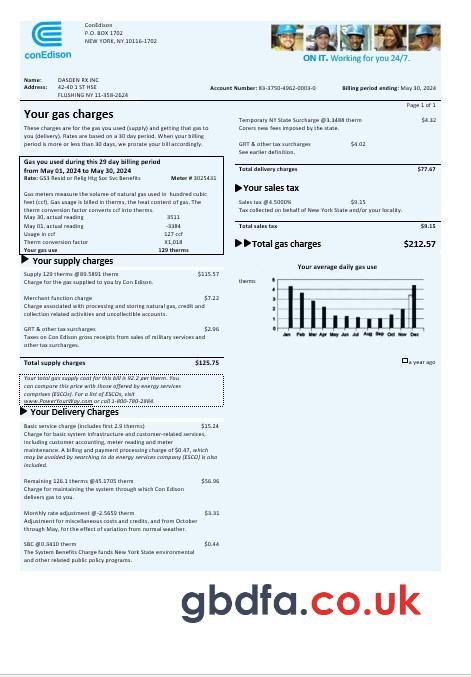 ConEdison
P.O. BOX 1702
NEW YORK, NY 10116-1702
conEdison
ON IT. Working for you 24/7.
Name: DASDEN RX INC
Address: 42-40 1 ST HSE
FLUSHING NY 11-358-2624
Account Number: 83-3750-4962-0003-0
Billing period ending: May 30, 2024
Page 1 of 1
Your gas charges
These charges are for the gas you used (supply) and getting that gas to
you (delivery). Rates are based on a 30 day period. When your billing
period is more or less than 30 days, we prorate your bill accordingly.
Gas you used during this 29 day billing period
from May 01, 2024 to May 30, 2024
Rate: GS3 Resid or Relig Htg Soc Svc Benefits Meter # 3025431
Gas meters measure the volume of natural gas used in hundred cubic
feet (ccf). Gas usage is billed in therms, the heat content of gas. The
therm conversion factor converts ccf into therms.
May 30, actual reading 3511
May 01, actual reading -3384
Usage in ccf 127 ccf
Therm conversion factor X1,018
Your gas use 129 therms
Your supply charges
Supply 129 therms @89.5891 therm $115.57
Charge for the gas supplied to you by Con Edison.
Merchant function charge $7.22
Charge associated with processing and storing natural gas, credit and
collection related activities and uncollectible accounts.
GRT & other tax surcharges $2.96
Taxes on Con Edison gross receipts from sales of military services and
other tax surcharges.
Total supply charges $125.75
Your total gas supply cost for this bill is 92.2 per therm. You
can compare this price with those offered by energy services
comprises (ESCOs). For a list of ESCOs, visit
www.PowerYourWay.com or call 1-800-780-2884.
Your Delivery Charges
Basic service charge (includes first 2.9 therms) $15.24
Charge for basic system infrastructure and customer-related services,
including customer accounting, meter reading and meter
maintenance. A billing and payment processing charge of $0.47, which
may be avoided by searching to do energy services company (ESCO) is also
included.
Remaining 126.1 therms @45.1705 therm $56.96
Charge for maintaining the system through which Con Edison
delivers gas to you.
Monthly rate adjustment @-2.5659 therm $3.31
Adjustment for miscellaneous costs and credits, and from October
through May, for the effect of variation from normal weather.
SBC @0.3410 therm $0.44
The System Benefits Charge funds New York State environmental
and other related public policy programs.
Temporary NY State Surcharge @3.3488 therm $4.32
Corers new fees imposed by the state.
GRT & other tax surcharges $4.02
See earlier definition.
Total delivery charges $77.67
Your sales tax
Sales tax @4.5000% $9.15
Tax collected on behalf of New York State and/or your locality.
Total sales tax $9.15
Total gas charges $212.57
Your average daily gas use
therms
5
4
3
2
1
0
Jan Feb Mar Apr May Jun Jul Aug Oct Nov Dec
a year ago
gbdfa.co.uk